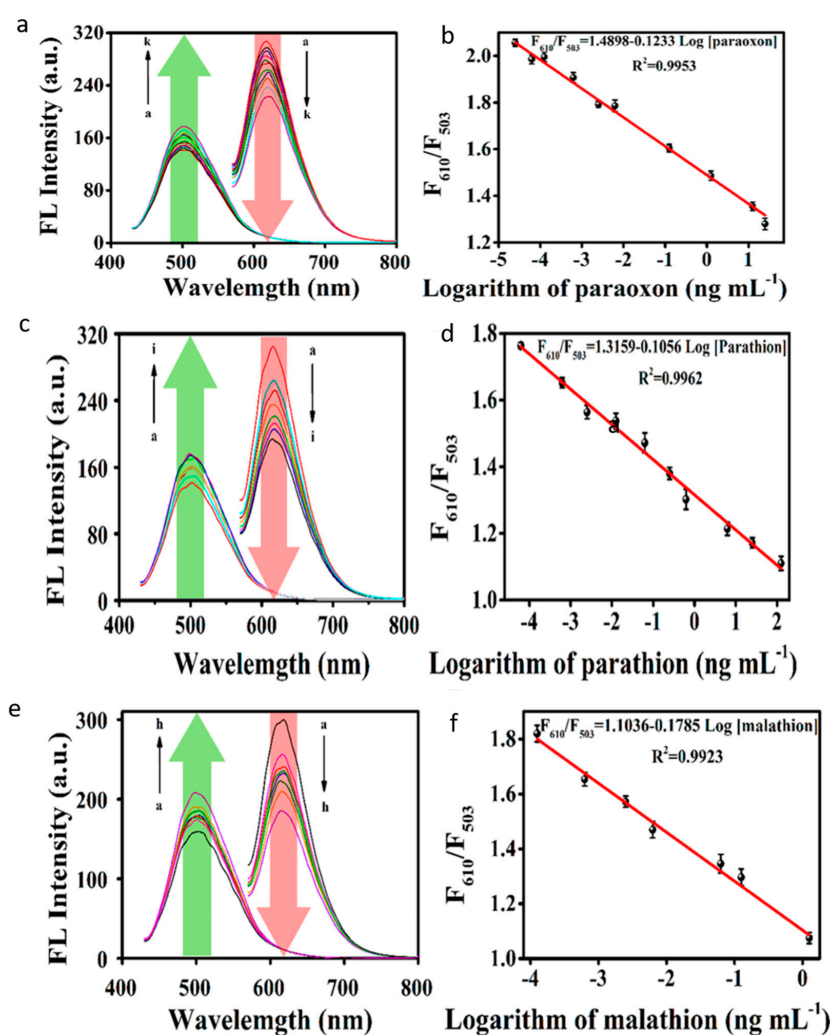 a
k
a
a
k
FL Intensity (a.u.)
320
240
160
80
0
400 500 600 700 800
Wavelength (nm)
b
F610/F503=1.4898-0.1233 Log [paraoxon]
R2=0.9953
F610/F503
2.0
1.8
1.6
1.4
1.2
-5 -4 -3 -2 -1 0 1
Logarithm of paraoxon (ng mL-1)
c
i
a
a
i
FL Intensity (a.u.)
320
240
160
80
0
400 500 600 700 800
Wavelemgth (nm)
d
F610/F503=1.3159-0.1056 Log [Parathion]
R2=0.9962
F610/F503
1.8
1.6
1.4
1.2
1.0
-4 -3 -2 -1 0 1 2
Logarithm of parathion (ng mL-1)
e
h
a
a
h
FL Intensity (a.u.)
300
200
100
0
400 500 600 700 800
Wavelength (nm)
f
F610/F503=1.1036-0.1785 Log [malathion]
R2=0.9923
F610/F503
1.8
1.6
1.4
1.2
1.0
-4 -3 -2 -1 0
Logarithm of malathion (ng mL-1)